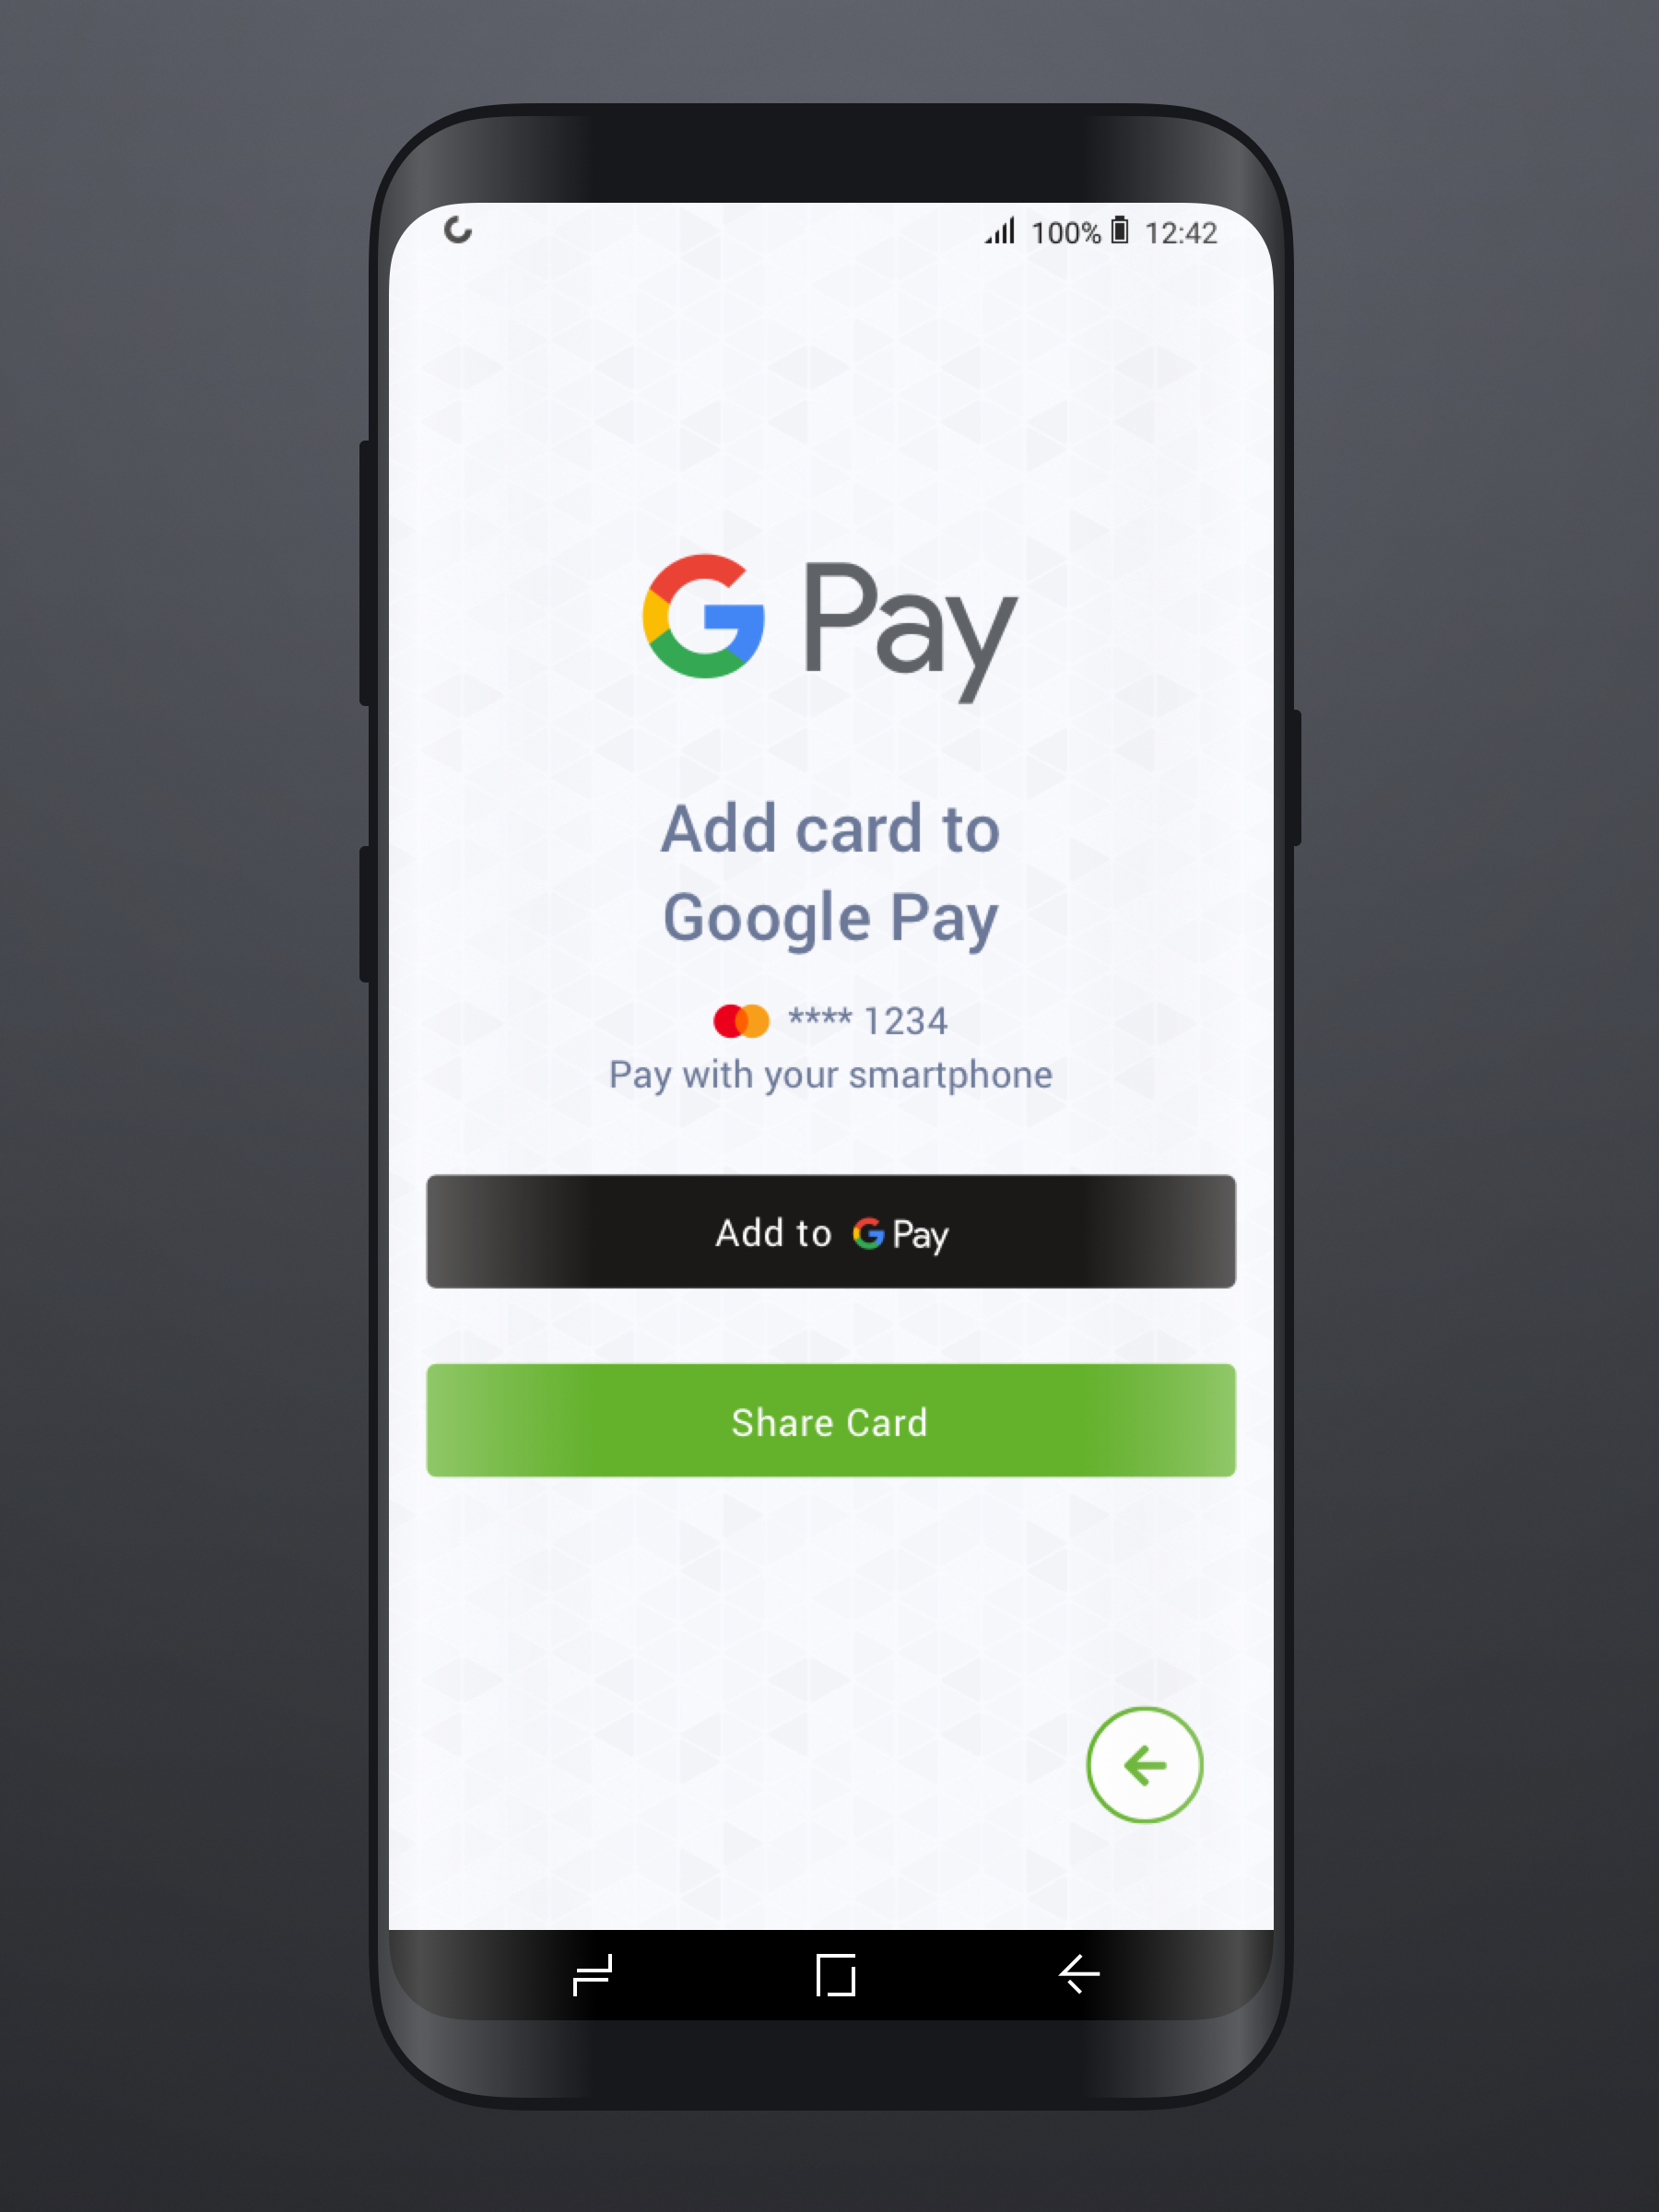 100% 12:42
G Pay
Add card to
Google Pay
**** 1234
Pay with your smartphone
Add to G Pay
Share Card